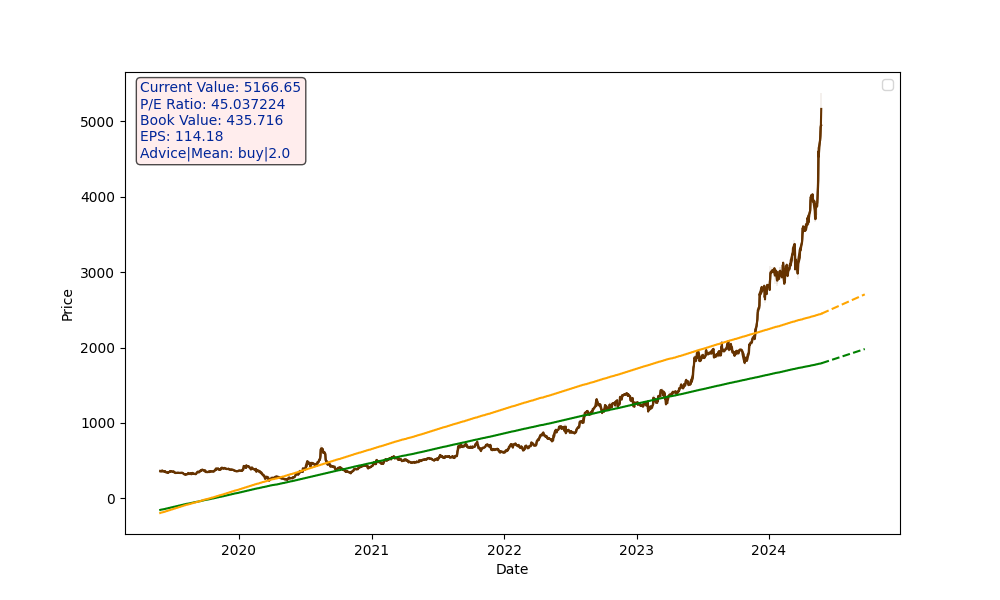 Current Value: 5166.65
P/E Ratio: 45.037224
Book Value: 435.716
EPS: 114.18
Advice|Mean: buy|2.0
Price
5000
4000
3000
2000
1000
0
2020 2021 2022 2023 2024
Date